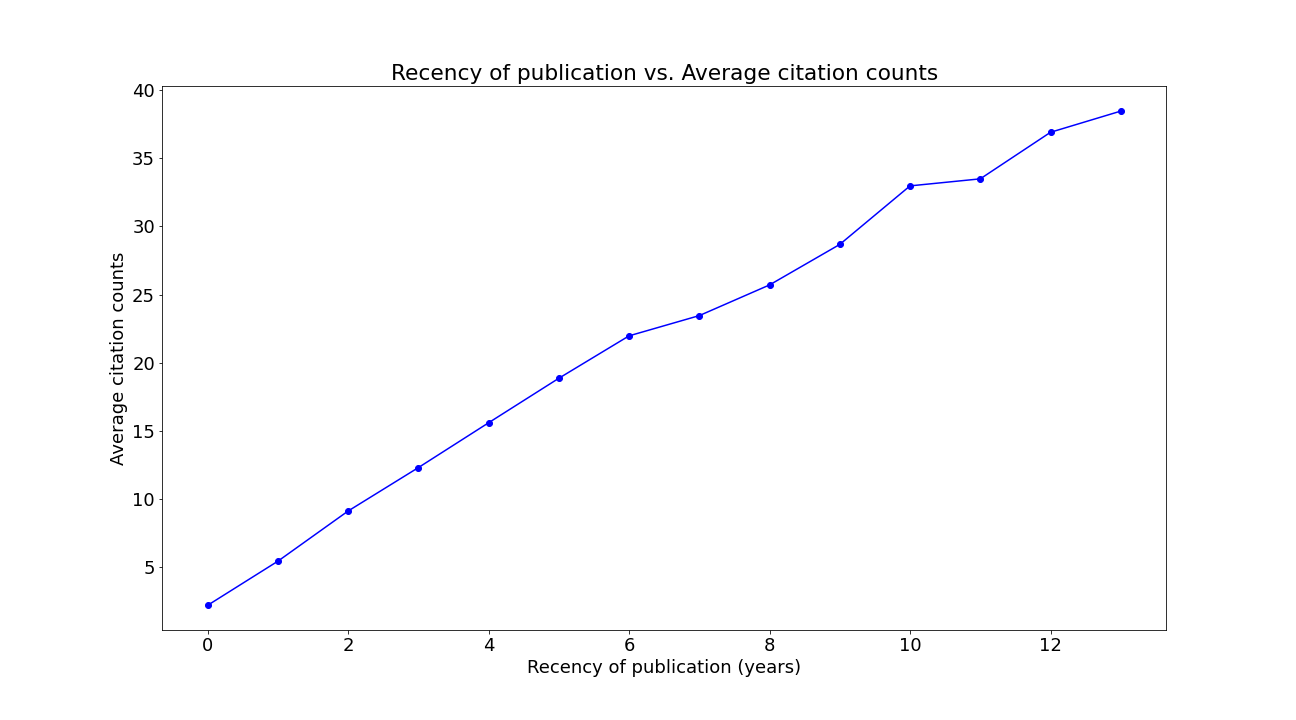 Recency of publication vs. Average citation counts
40
35
30
25
20
15
10
5
Average citation counts
0 2 4 6 8 10 12
Recency of publication (years)